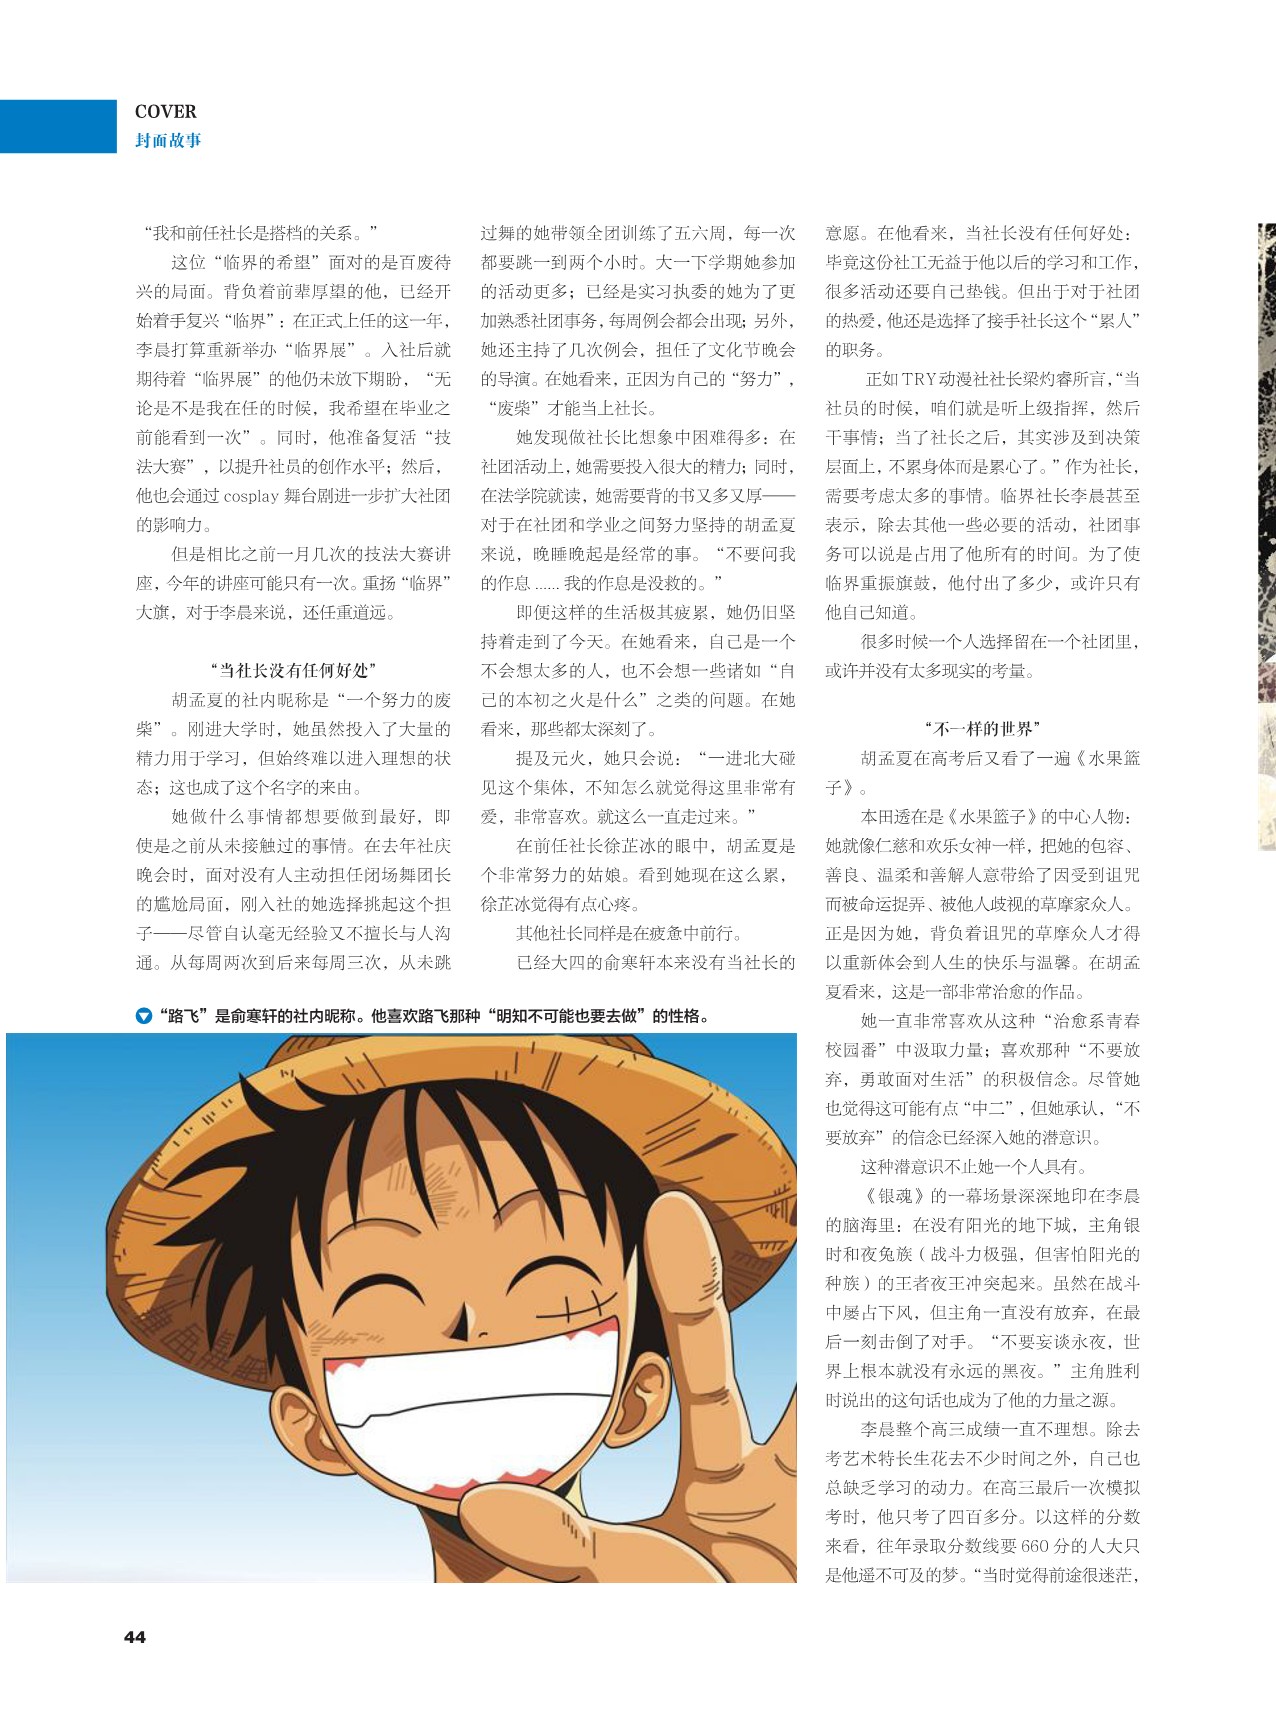 COVER
封面故事
“我和前任社长是搭档的关系。”
这位“临界的希望”面对的是百废待
兴的局面。背负着前辈厚望的他，已经开
始着手复兴“临界”：在正式上任的这一年，
李晨打算重新举办“临界展”。入社后就
期待着“临界展”的他仍未放下期盼，“无
论是不是我在任的时候，我希望在毕业之
前能看到一次”。同时，他准备复活“技
法大赛”，以提升社员的创作水平；然后，
他也会通过 cosplay 舞台剧进一步扩大社团
的影响力。
但是相比之前一月几次的技法大赛讲
座，今年的讲座可能只有一次。重扬“临界”
大旗，对于李晨来说，还任重道远。
“当社长没有任何好处”
胡孟夏的社内昵称是“一个努力的废
柴”。刚进大学时，她虽然投入了大量的
精力用于学习，但始终难以进入理想的状
态；这也成了这个名字的来由。
她做什么事情都想要做到最好，即
使是之前从未接触过的事情。在去年社庆
晚会时，面对没有人主动担任闭场舞团长
的尴尬局面，刚入社的她选择挑起这个担
子——尽管自认毫无经验又不擅长与人沟
通。从每周两次到后来每周三次，从未跳
过舞的她带领全团训练了五六周，每一次
都要跳一到两个小时。大一下学期她参加
的活动更多；已经是实习执委的她为了更
加熟悉社团事务，每周例会都会出现；另外，
她还主持了几次例会，担任了文化节晚会
的导演。在她看来，正因为自己的“努力”，
“废柴”才能当上社长。
她发现做社长比想象中困难得多：在
社团活动上，她需要投入很大的精力；同时，
在法学院就读，她需要背的书又多又厚——
对于在社团和学业之间努力坚持的胡孟夏
来说，晚睡晚起是经常的事。“不要问我
的作息 ...... 我的作息是没救的。”
即便这样的生活极其疲累，她仍旧坚
持着走到了今天。在她看来，自己是一个
不会想太多的人，也不会想一些诸如“自
己的本初之火是什么”之类的问题。在她
看来，那些都太深刻了。
提及元火，她只会说：“一进北大碰
见这个集体，不知怎么就觉得这里非常有
爱，非常喜欢。就这么一直走过来。”
在前任社长徐芷冰的眼中，胡孟夏是
个非常努力的姑娘。看到她现在这么累，
徐芷冰觉得有点心疼。
其他社长同样是在疲惫中前行。
已经大四的俞寒轩本来没有当社长的
意愿。在他看来，当社长没有任何好处：
毕竟这份社工无益于他以后的学习和工作，
很多活动还要自己垫钱。但出于对于社团
的热爱，他还是选择了接手社长这个“累人”
的职务。
正如 TRY动漫社社长梁灼睿所言，“当
社员的时候，咱们就是听上级指挥，然后
干事情；当了社长之后，其实涉及到决策
层面上，不累身体而是累心了。”作为社长，
需要考虑太多的事情。临界社长李晨甚至
表示，除去其他一些必要的活动，社团事
务可以说是占用了他所有的时间。为了使
临界重振旗鼓，他付出了多少，或许只有
他自己知道。
很多时候一个人选择留在一个社团里，
或许并没有太多现实的考量。
“不一样的世界”
胡孟夏在高考后又看了一遍《水果篮
子》。
本田透在是《水果篮子》的中心人物：
她就像仁慈和欢乐女神一样，把她的包容、
善良、温柔和善解人意带给了因受到诅咒
而被命运捉弄、被他人歧视的草摩家众人。
正是因为她，背负着诅咒的草摩众人才得
以重新体会到人生的快乐与温馨。在胡孟
夏看来，这是一部非常治愈的作品。
她一直非常喜欢从这种“治愈系青春
校园番”中汲取力量；喜欢那种“不要放
弃，勇敢面对生活”的积极信念。尽管她
也觉得这可能有点“中二”，但她承认，“不
要放弃”的信念已经深入她的潜意识。
这种潜意识不止她一个人具有。
《银魂》的一幕场景深深地印在李晨
的脑海里：在没有阳光的地下城，主角银
时和夜兔族（战斗力极强，但害怕阳光的
种族）的王者夜王冲突起来。虽然在战斗
中屡占下风，但主角一直没有放弃，在最
后一刻击倒了对手。“不要妄谈永夜，世
界上根本就没有永远的黑夜。”主角胜利
时说出的这句话也成为了他的力量之源。
李晨整个高三成绩一直不理想。除去
考艺术特长生花去不少时间之外，自己也
总缺乏学习的动力。在高三最后一次模拟
考时，他只考了四百多分。以这样的分数
来看，往年录取分数线要 660 分的人大只
是他遥不可及的梦。“当时觉得前途很迷茫，
“路飞”是俞寒轩的社内昵称。他喜欢路飞那种“明知不可能也要去做”的性格。
44